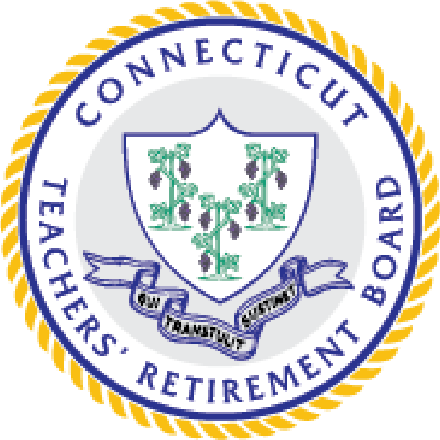 CONNECTICUT
TEACHERS' RETIREMENT BOARD
QUI TRANSTULIT SUSTINET